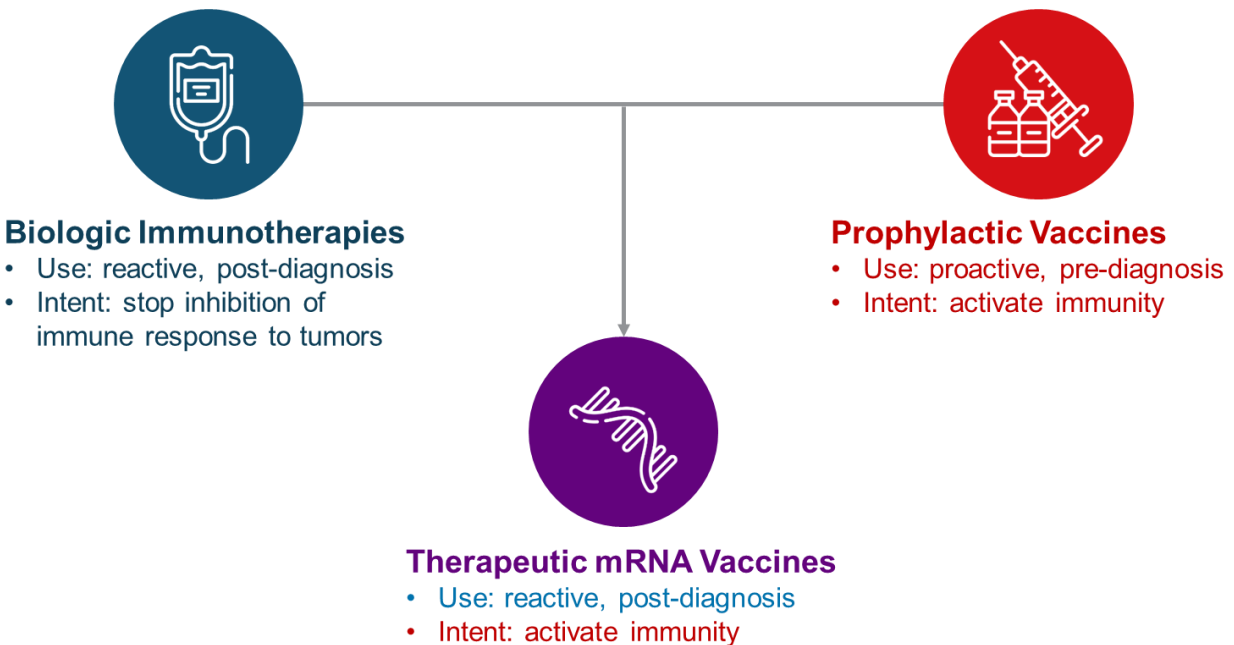 Biologic Immunotherapies
• Use: reactive, post-diagnosis
• Intent: stop inhibition of
immune response to tumors
Prophylactic Vaccines
• Use: proactive, pre-diagnosis
• Intent: activate immunity
Therapeutic mRNA Vaccines
• Use: reactive, post-diagnosis
• Intent: activate immunity